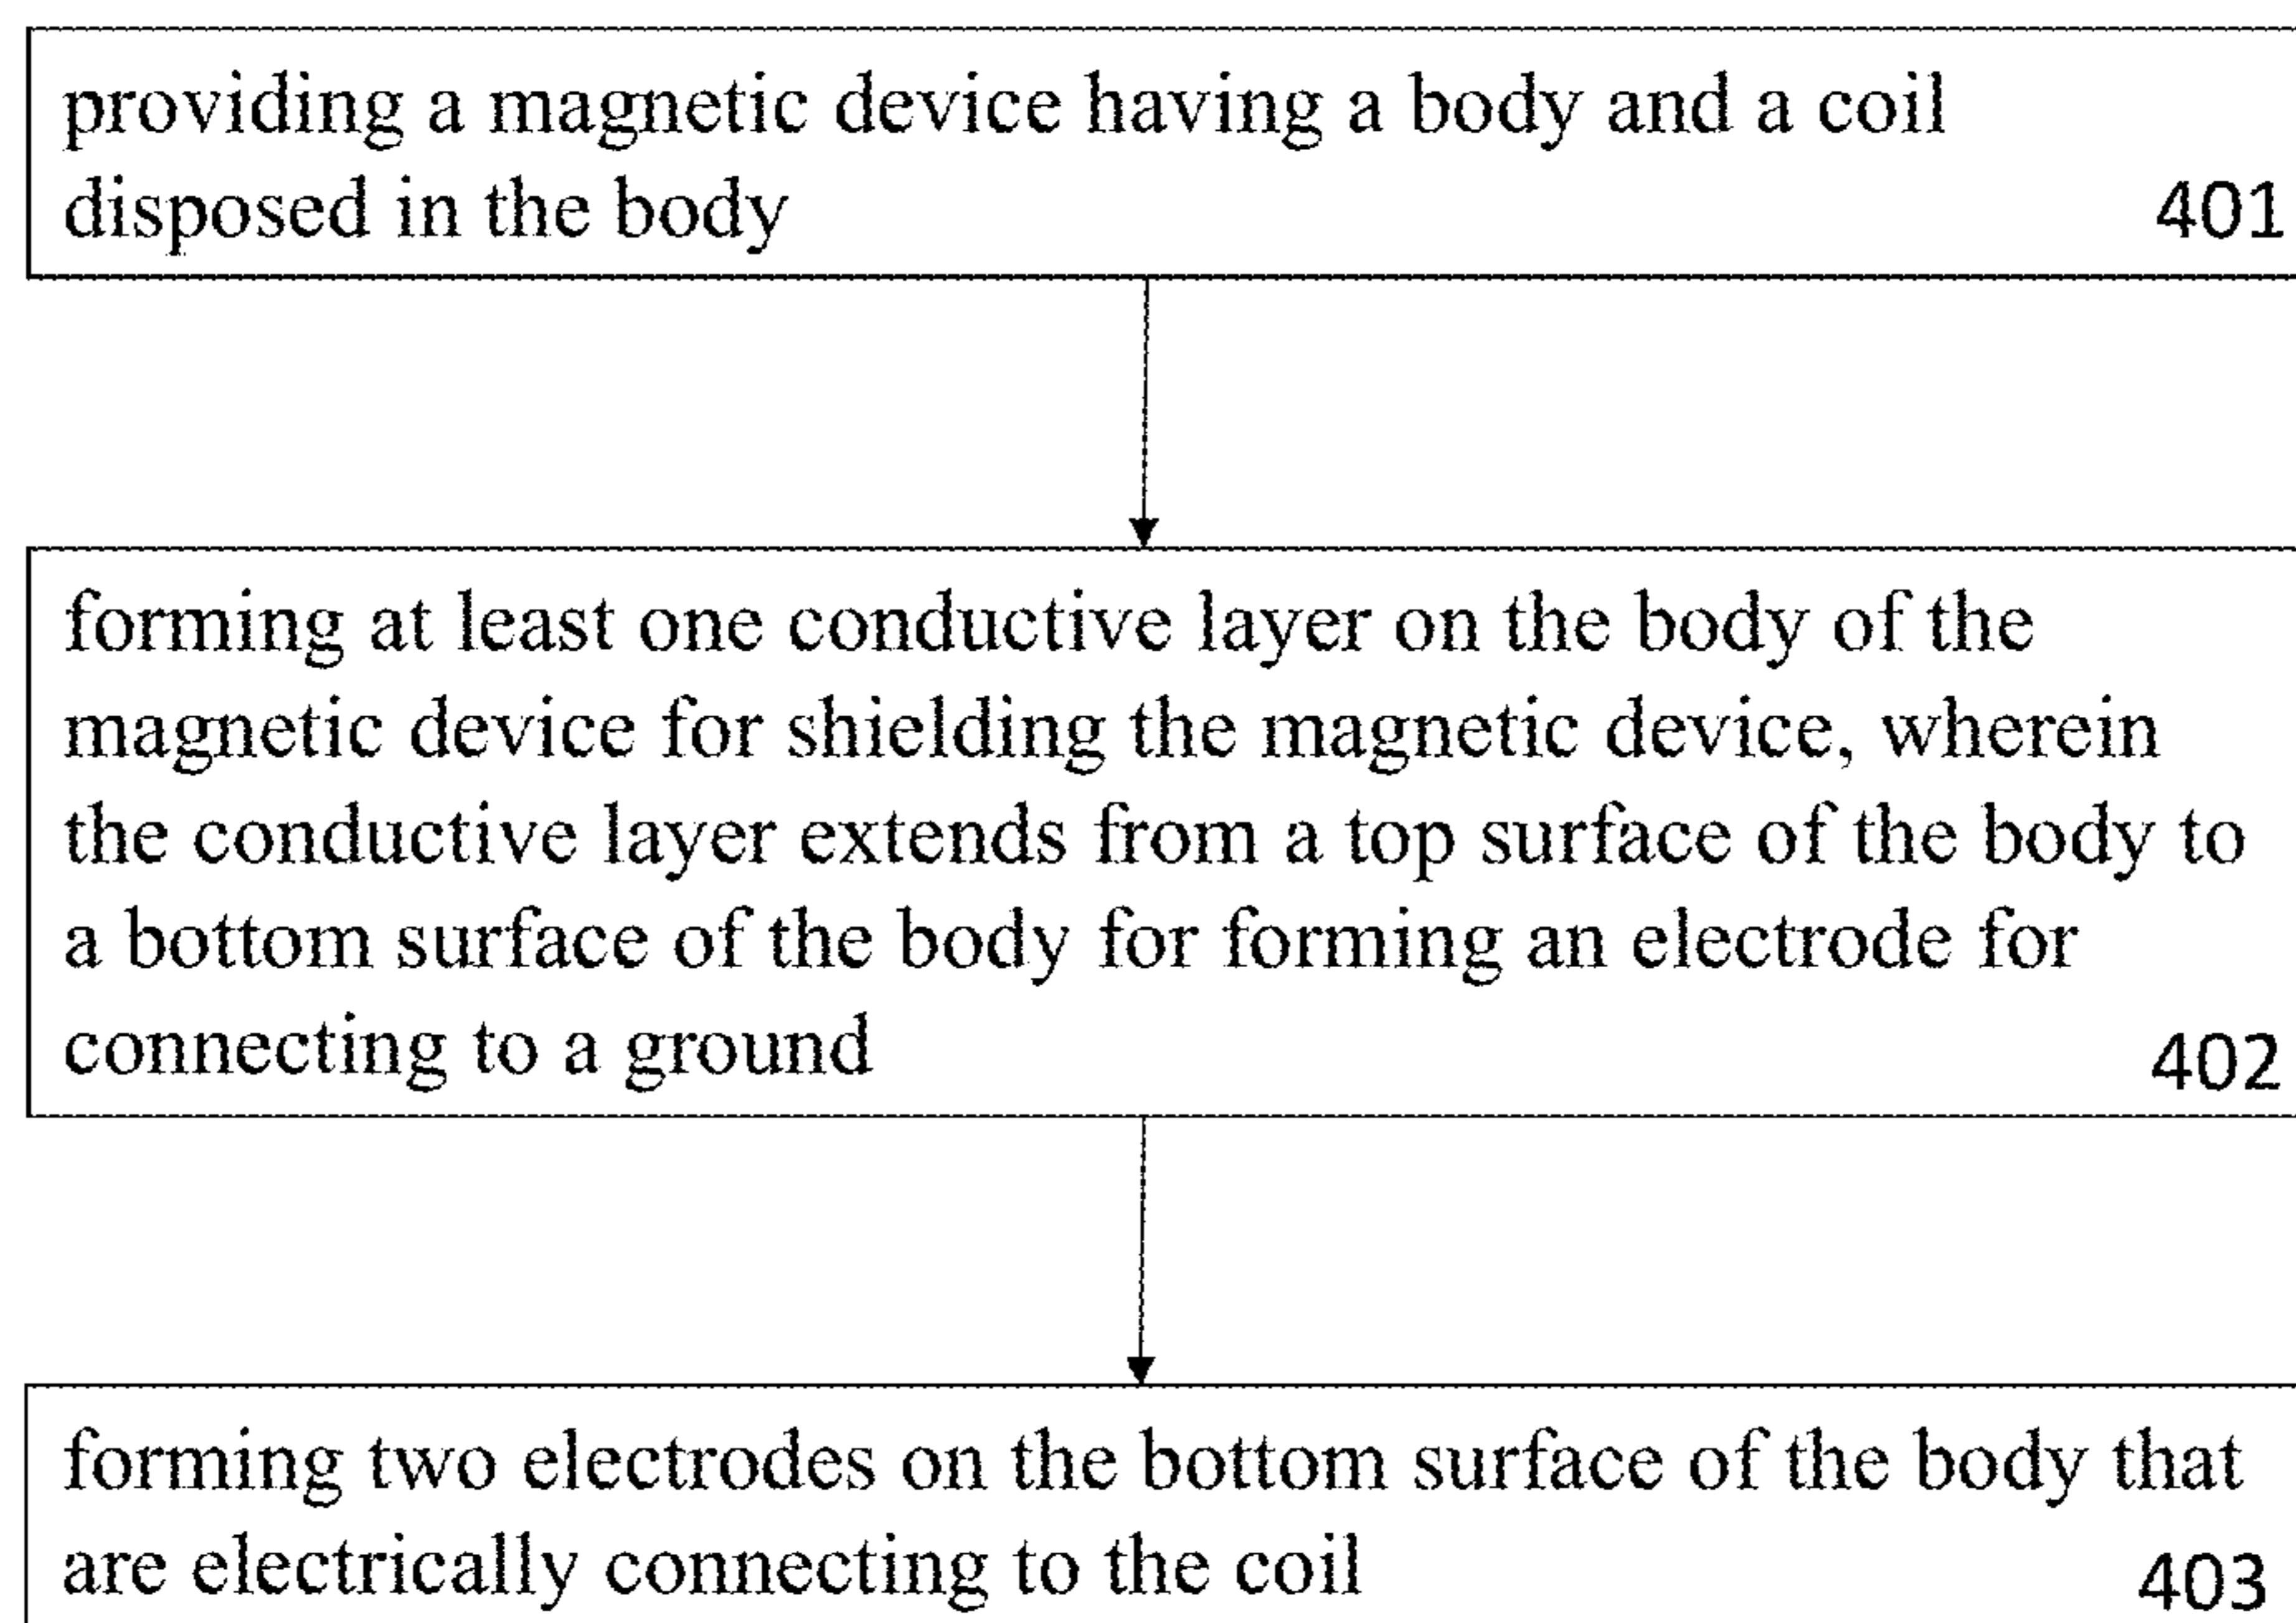 providing a magnetic device having a body and a coil
disposed in the body 401
forming at least one conductive layer on the body of the
magnetic device for shielding the magnetic device, wherein
the conductive layer extends from a top surface of the body to
a bottom surface of the body for forming an electrode for
connecting to a ground 402
forming two electrodes on the bottom surface of the body that
are electrically connecting to the coil 403